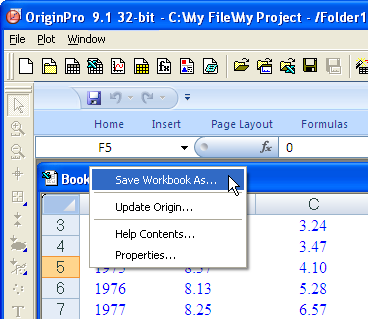 OriginPro 9.1 32-bit - C:\My File\My Project - /Folder1
File Plot Window
Home Insert Page Layout Formulas
F5 fx 0
Book
Save Workbook As...
Update Origin...
Help Contents...
Properties...
C
3 3.24
4 3.47
5 1975 8.37 4.10
6 1976 8.13 5.28
7 1977 8.25 6.57